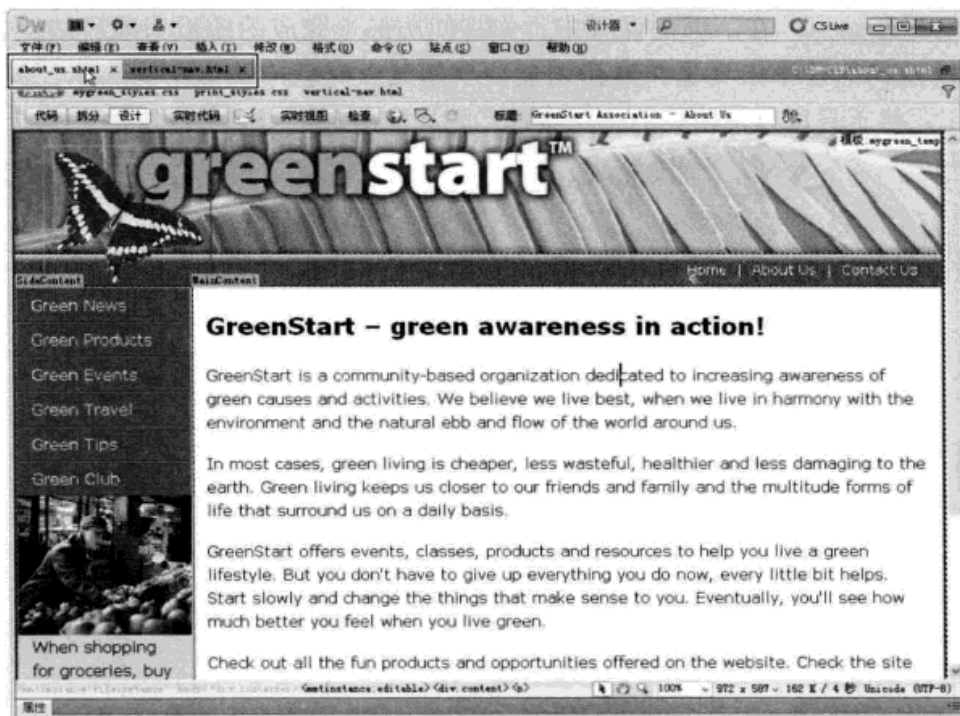 Dw 设计器 CS Live
文件(F) 编辑(E) 查看(V) 插入(I) 修改(M) 格式(O) 命令(C) 站点(S) 窗口(W) 帮助(H)
about_us.shtml × vertical-nav.html ×
mygreen_styles.css print_styles.css vertical-nav.html
代码 拆分 设计 实时代码 实时视图 检查 标题: GreenStart Association - About Us
模板:mygreen_temp
greenstart™
Home | About Us | Contact Us
SideContent MainContent
Green News
Green Products
Green Events
Green Travel
Green Tips
Green Club
When shopping
for groceries, buy
GreenStart – green awareness in action!
GreenStart is a community-based organization dedicated to increasing awareness of
green causes and activities. We believe we live best, when we live in harmony with the
environment and the natural ebb and flow of the world around us.
In most cases, green living is cheaper, less wasteful, healthier and less damaging to the
earth. Green living keeps us closer to our friends and family and the multitude forms of
life that surround us on a daily basis.
GreenStart offers events, classes, products and resources to help you live a green
lifestyle. But you don't have to give up everything you do now, every little bit helps.
Start slowly and change the things that make sense to you. Eventually, you'll see how
much better you feel when you live green.
Check out all the fun products and opportunities offered on the website. Check the site
<mmtinstance:editable> <div.content> <p> 100% 972 x 587 162 K / 4 秒 Unicode (UTF-8)
属性